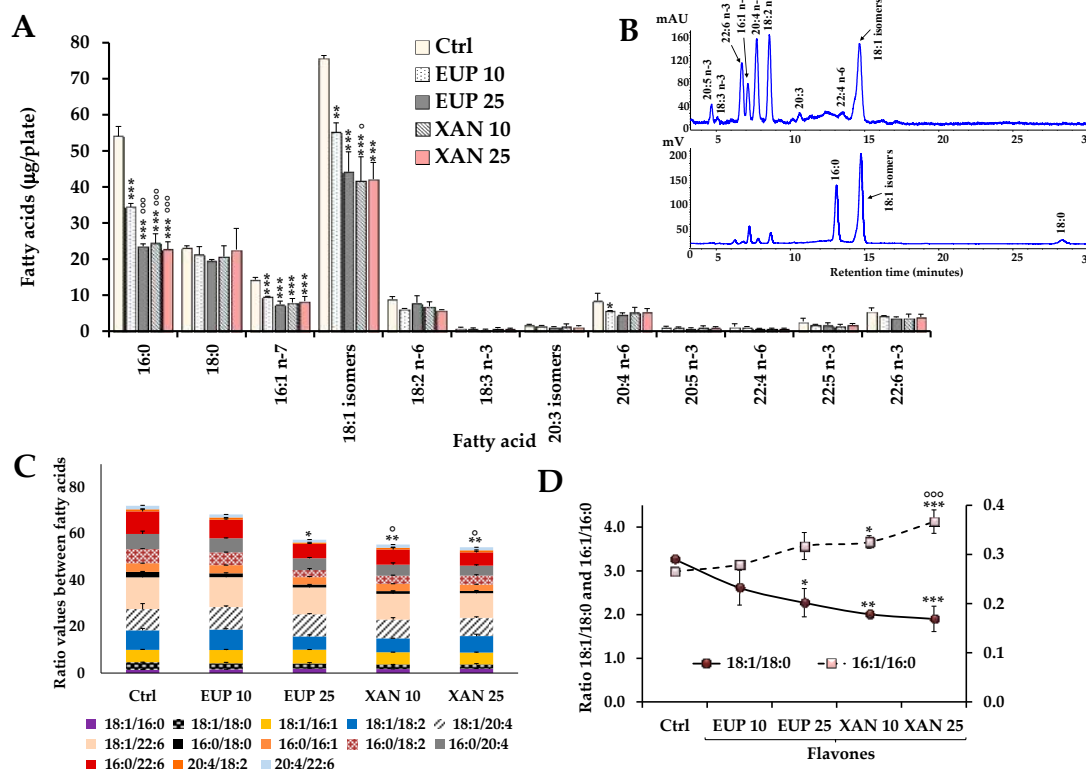 A
Fatty acids (µg/plate)
80
70
60
50
40
30
20
10
0
Ctrl
EUP 10
EUP 25
XAN 10
XAN 25
***
*** °°°
*** °°°
*** °°°
***
***
***
***
**
***
*** °
***
*
16:0
18:0
16:1 n-7
18:1 isomers
18:2 n-6
18:3 n-3
20:3 isomers
20:4 n-6
20:5 n-3
22:4 n-6
22:5 n-3
22:6 n-3
Fatty acid
B
mAU
160
120
80
40
0
20:5 n-3
18:3 n-3
22:6 n-3
16:1 n-
20:4 n-
18:2 n
20:3
22:4 n-6
18:1 isomers
10 15 20 25 30
mV
200
150
100
50
16:0
18:1 isomers
18:0
0 5 10 15 20 25 30
Retention time (minutes)
C
Ratio values between fatty acids
80
60
40
20
0
*
°
**
°
**
Ctrl EUP 10 EUP 25 XAN 10 XAN 25
18:1/16:0 18:1/18:0 18:1/16:1 18:1/18:2 18:1/20:4
18:1/22:6 16:0/18:0 16:0/16:1 16:0/18:2 16:0/20:4
16:0/22:6 20:4/18:2 20:4/22:6
D
Ratio 18:1/18:0 and 16:1/16:0
4.0
3.0
2.0
1.0
0.0
0.4
0.3
0.2
0.1
0.0
°°°
***
*
*
**
***
18:1/18:0 16:1/16:0
Ctrl EUP 10 EUP 25 XAN 10 XAN 25
Flavones